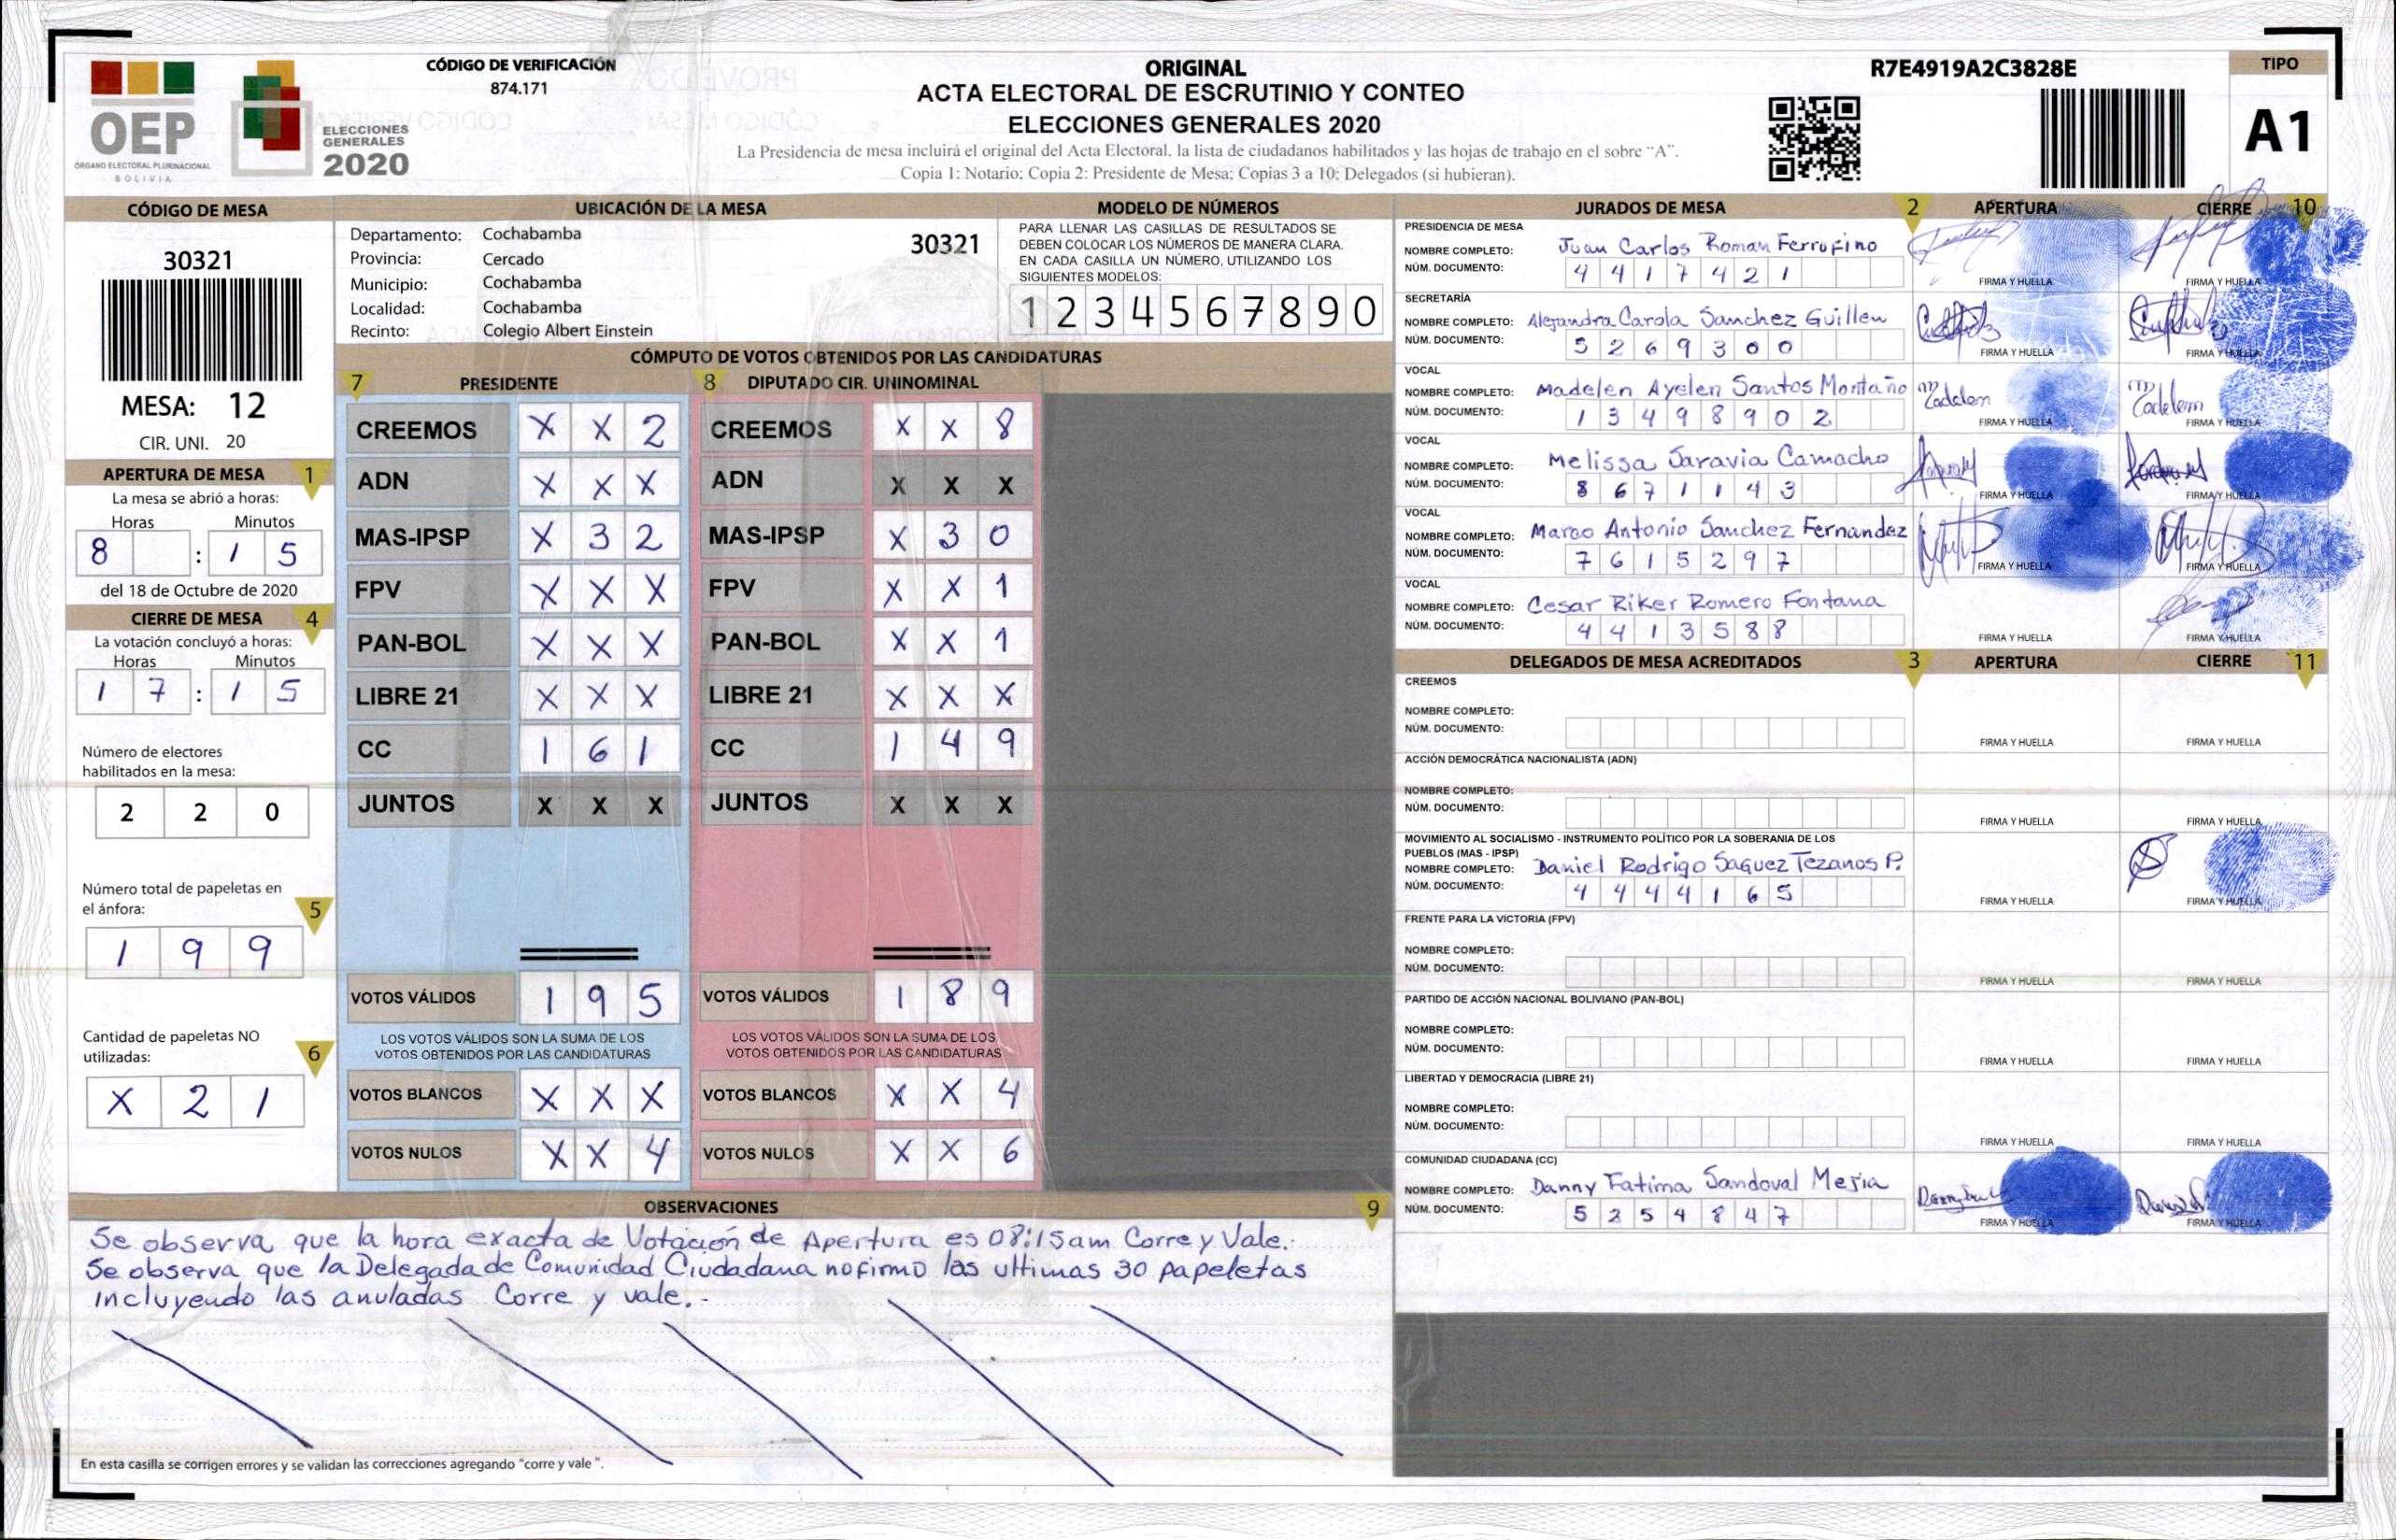 OEP
ÓRGANO ELECTORAL PLURINACIONAL
BOLIVIA
ELECCIONES
GENERALES
2020
CÓDIGO DE VERIFICACIÓN
874.171
ORIGINAL
ACTA ELECTORAL DE ESCRUTINIO Y CONTEO
ELECCIONES GENERALES 2020
La Presidencia de mesa incluirá el original del Acta Electoral, la lista de ciudadanos habilitados y las hojas de trabajo en el sobre “A”.
Copia 1: Notario; Copia 2: Presidente de Mesa; Copias 3 a 10: Delegados (si hubieran).
R7E4919A2C3828E
TIPO
A1
CÓDIGO DE MESA
30321
MESA: 12
CIR. UNI. 20
APERTURA DE MESA 1
La mesa se abrió a horas:
Horas Minutos
8 : 1 5
del 18 de Octubre de 2020
CIERRE DE MESA 4
La votación concluyó a horas:
Horas Minutos
1 7 : 1 5
Número de electores
habilitados en la mesa:
2 2 0
Número total de papeletas en
el ánfora: 5
1 9 9
Cantidad de papeletas NO
utilizadas: 6
X 2 1
UBICACIÓN DE LA MESA
Departamento: Cochabamba 30321
Provincia: Cercado
Municipio: Cochabamba
Localidad: Cochabamba
Recinto: Colegio Albert Einstein
MODELO DE NÚMEROS
PARA LLENAR LAS CASILLAS DE RESULTADOS SE
DEBEN COLOCAR LOS NÚMEROS DE MANERA CLARA.
EN CADA CASILLA UN NÚMERO, UTILIZANDO LOS
SIGUIENTES MODELOS:
1 2 3 4 5 6 7 8 9 0
CÓMPUTO DE VOTOS OBTENIDOS POR LAS CANDIDATURAS
7 PRESIDENTE 8 DIPUTADO CIR. UNINOMINAL
CREEMOS X X 2 CREEMOS X X 8
ADN X X X ADN X X X
MAS-IPSP X 3 2 MAS-IPSP X 3 0
FPV X X X FPV X X 1
PAN-BOL X X X PAN-BOL X X 1
LIBRE 21 X X X LIBRE 21 X X X
CC 1 6 1 CC 1 4 9
JUNTOS X X X JUNTOS X X X
VOTOS VÁLIDOS 1 9 5 VOTOS VÁLIDOS 1 8 9
LOS VOTOS VÁLIDOS SON LA SUMA DE LOS LOS VOTOS VÁLIDOS SON LA SUMA DE LOS
VOTOS OBTENIDOS POR LAS CANDIDATURAS VOTOS OBTENIDOS POR LAS CANDIDATURAS
VOTOS BLANCOS X X X VOTOS BLANCOS X X 4
VOTOS NULOS X X 4 VOTOS NULOS X X 6
OBSERVACIONES 9
Se observa que la hora exacta de Votación de Apertura es 08:15am Corre y Vale.
Se observa que la Delegada de Comunidad Ciudadana no firmo las ultimas 30 papeletas
incluyendo las anuladas Corre y vale.-
En esta casilla se corrigen errores y se validan las correcciones agregando “corre y vale ”.
JURADOS DE MESA 2 APERTURA CIERRE 10
PRESIDENCIA DE MESA
NOMBRE COMPLETO: Juan Carlos Roman Ferrufino
NÚM. DOCUMENTO: 4 4 1 7 4 2 1 FIRMA Y HUELLA FIRMA Y HUELLA
SECRETARÍA
NOMBRE COMPLETO: Alejandra Carola Sanchez Guillen
NÚM. DOCUMENTO: 5 2 6 9 3 0 0 FIRMA Y HUELLA FIRMA Y HUELLA
VOCAL
NOMBRE COMPLETO: Madelen Ayelen Santos Montaño
NÚM. DOCUMENTO: 1 3 4 9 8 9 0 2 FIRMA Y HUELLA FIRMA Y HUELLA
VOCAL
NOMBRE COMPLETO: Melissa Saravia Camacho
NÚM. DOCUMENTO: 8 6 7 1 1 4 3 FIRMA Y HUELLA FIRMA Y HUELLA
VOCAL
NOMBRE COMPLETO: Marco Antonio Sanchez Fernandez
NÚM. DOCUMENTO: 7 6 1 5 2 9 7 FIRMA Y HUELLA FIRMA Y HUELLA
VOCAL
NOMBRE COMPLETO: Cesar Riker Romero Fontana
NÚM. DOCUMENTO: 4 4 1 3 5 8 8 FIRMA Y HUELLA FIRMA Y HUELLA
DELEGADOS DE MESA ACREDITADOS 3 APERTURA CIERRE 11
CREEMOS
NOMBRE COMPLETO:
NÚM. DOCUMENTO: FIRMA Y HUELLA FIRMA Y HUELLA
ACCIÓN DEMOCRÁTICA NACIONALISTA (ADN)
NOMBRE COMPLETO:
NÚM. DOCUMENTO: FIRMA Y HUELLA FIRMA Y HUELLA
MOVIMIENTO AL SOCIALISMO - INSTRUMENTO POLÍTICO POR LA SOBERANIA DE LOS
PUEBLOS (MAS - IPSP)
NOMBRE COMPLETO: Daniel Rodrigo Saquez Tezanos P.
NÚM. DOCUMENTO: 4 4 4 4 1 6 5 FIRMA Y HUELLA FIRMA Y HUELLA
FRENTE PARA LA VICTORIA (FPV)
NOMBRE COMPLETO:
NÚM. DOCUMENTO: FIRMA Y HUELLA FIRMA Y HUELLA
PARTIDO DE ACCIÓN NACIONAL BOLIVIANO (PAN-BOL)
NOMBRE COMPLETO:
NÚM. DOCUMENTO: FIRMA Y HUELLA FIRMA Y HUELLA
LIBERTAD Y DEMOCRACIA (LIBRE 21)
NOMBRE COMPLETO:
NÚM. DOCUMENTO: FIRMA Y HUELLA FIRMA Y HUELLA
COMUNIDAD CIUDADANA (CC)
NOMBRE COMPLETO: Danny Fatima Sandoval Mejia
NÚM. DOCUMENTO: 5 2 5 4 8 4 7 FIRMA Y HUELLA FIRMA Y HUELLA